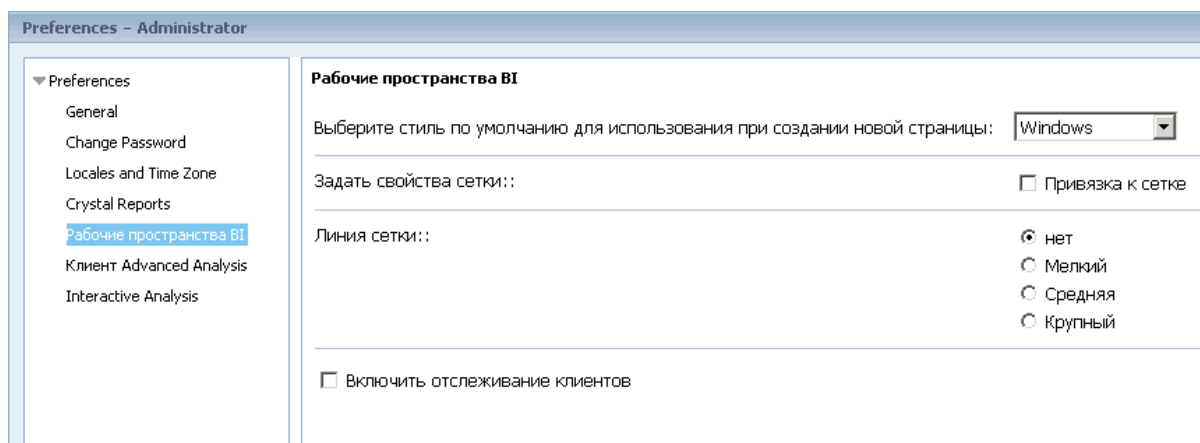 Preferences – Administrator
Preferences
General
Change Password
Locales and Time Zone
Crystal Reports
Рабочие пространства BI
Клиент Advanced Analysis
Interactive Analysis
Рабочие пространства BI
Выберите стиль по умолчанию для использования при создании новой страницы: Windows
Задать свойства сетки:: Привязка к сетке
Линия сетки:: нет
Мелкий
Средняя
Крупный
Включить отслеживание клиентов